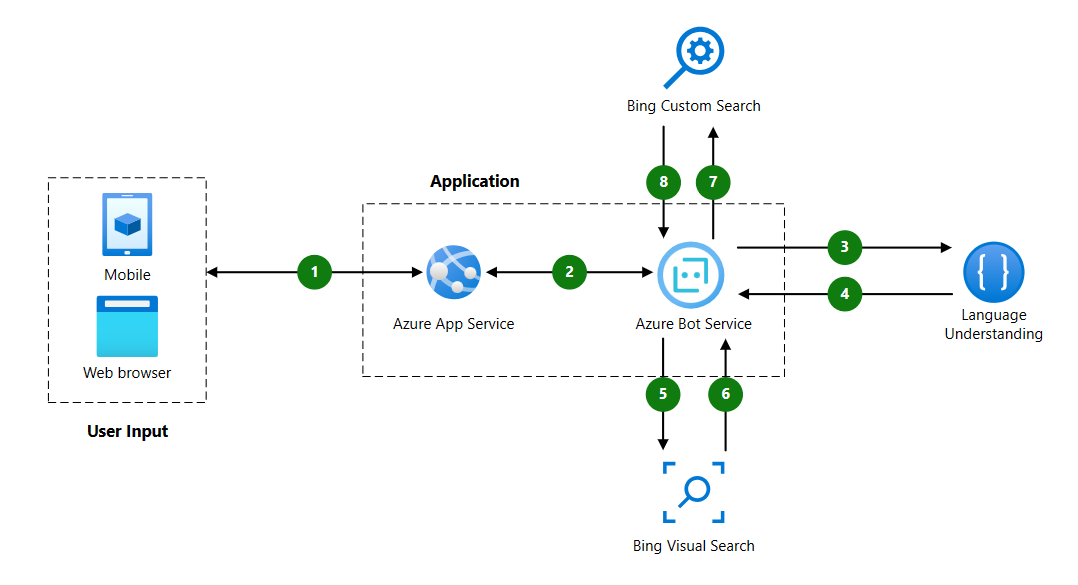 Bing Custom Search
8
7
Application
Mobile
Web browser
User Input
1
Azure App Service
2
Azure Bot Service
3
4
Language
Understanding
5
6
Bing Visual Search